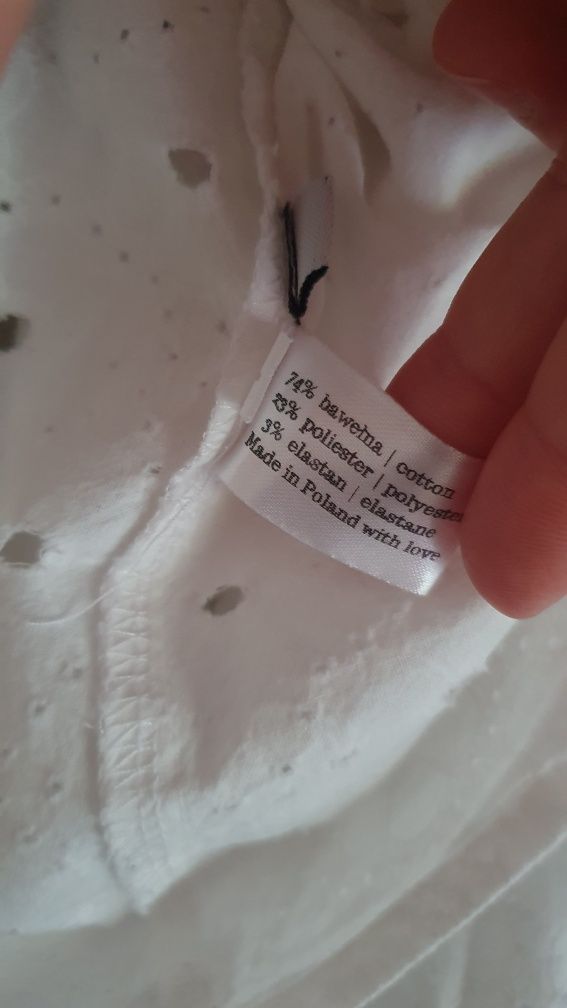 74% bawełna | cotton
23% poliester | polyester
3% elastan | elastane
Made in Poland with love